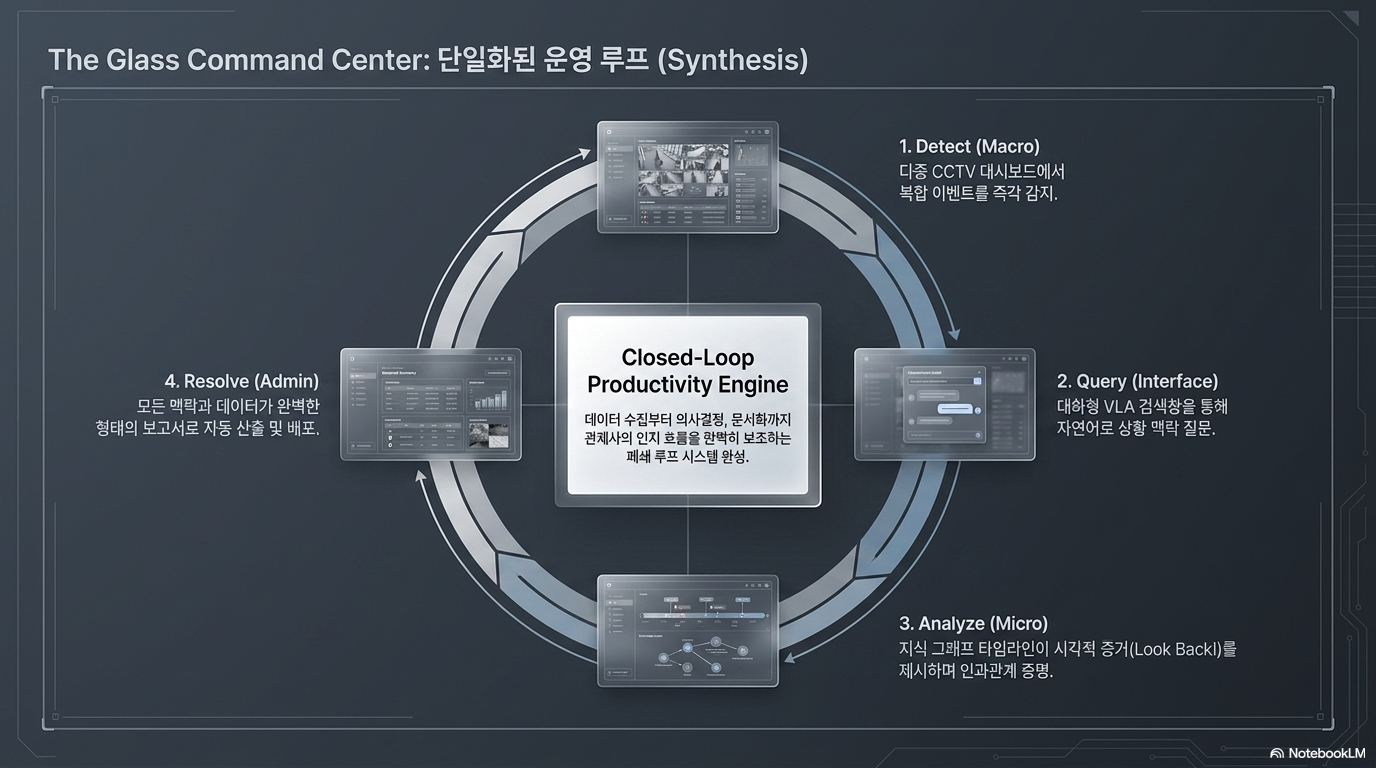 The Glass Command Center: 단일화된 운영 루프 (Synthesis)
1. Detect (Macro)
다중 CCTV 대시보드에서
복합 이벤트를 즉각 감지.
2. Query (Interface)
대화형 VLA 검색창을 통해
자연어로 상황 맥락 질문.
3. Analyze (Micro)
지식 그래프 타임라인이 시각적 증거(Look Backl)를
제시하며 인과관계 증명.
4. Resolve (Admin)
모든 맥락과 데이터가 완벽한
형태의 보고서로 자동 산출 및 배포.
Closed-Loop
Productivity Engine
데이터 수집부터 의사결정, 문서화까지
관제사의 인지 흐름을 완벽히 보조하는
폐쇄 루프 시스템 완성.
NotebookLM